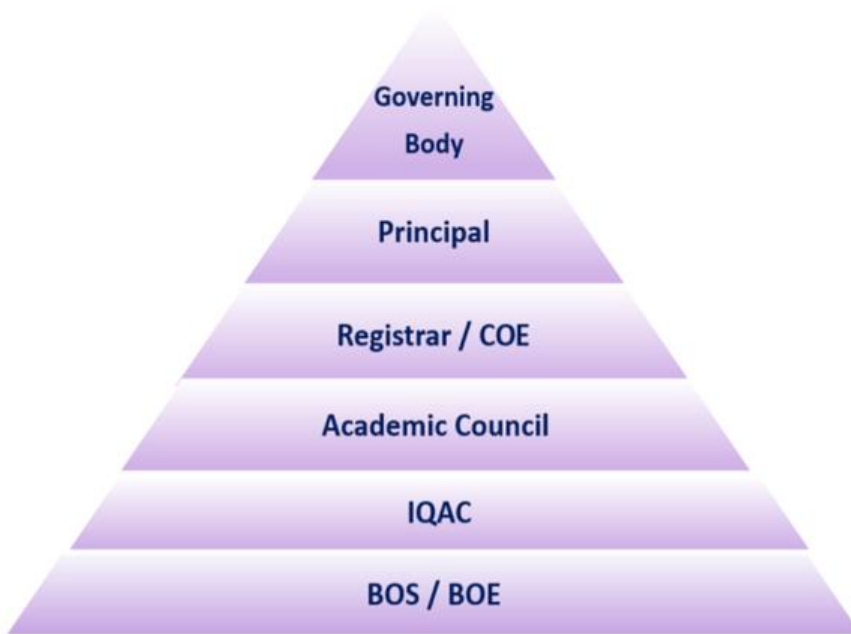 Governing
Body
Principal
Registrar / COE
Academic Council
IQAC
BOS / BOE